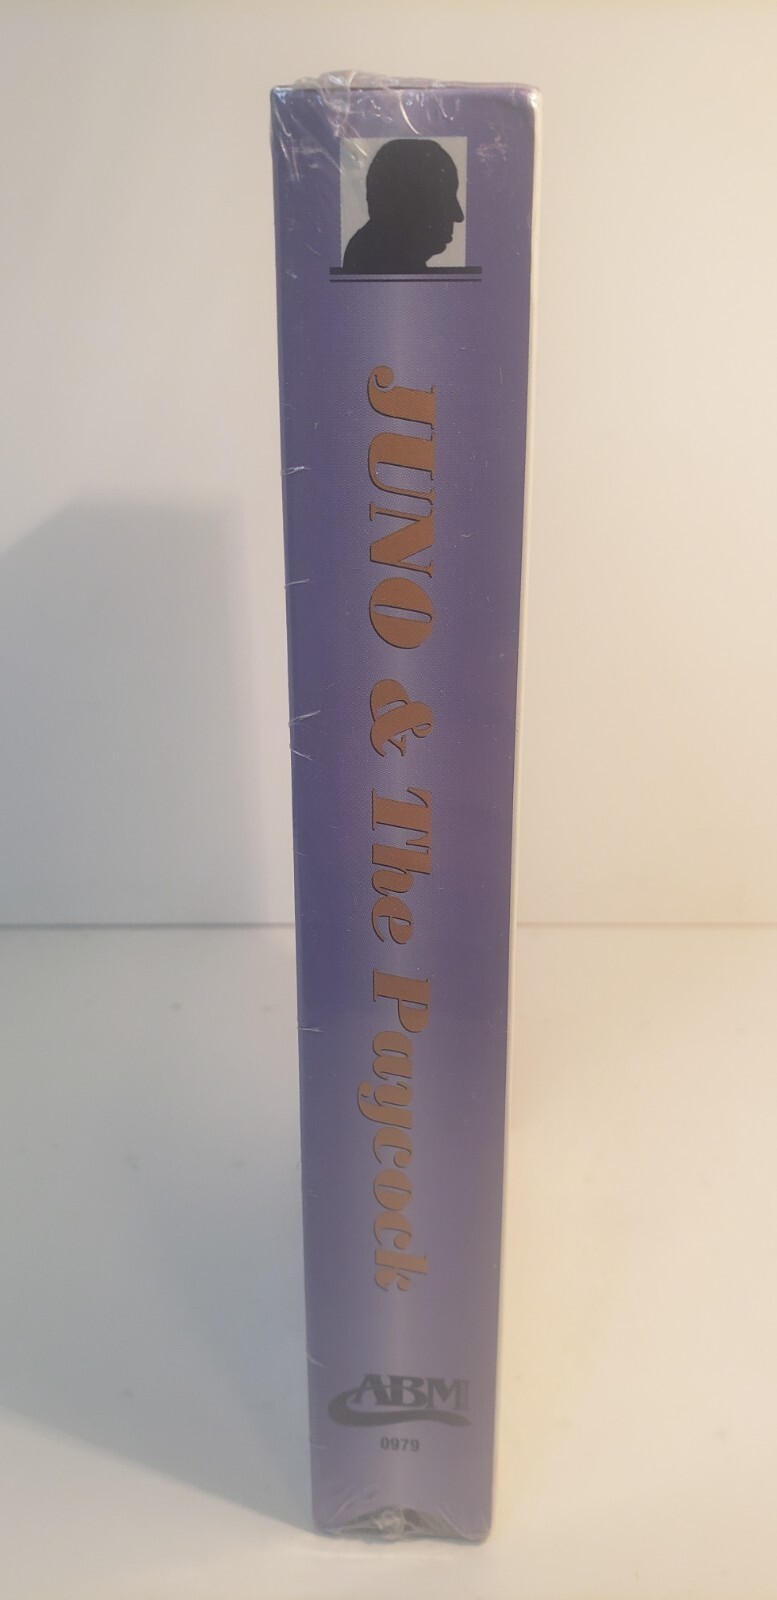 JUNO & The Paycock
ABM
0979